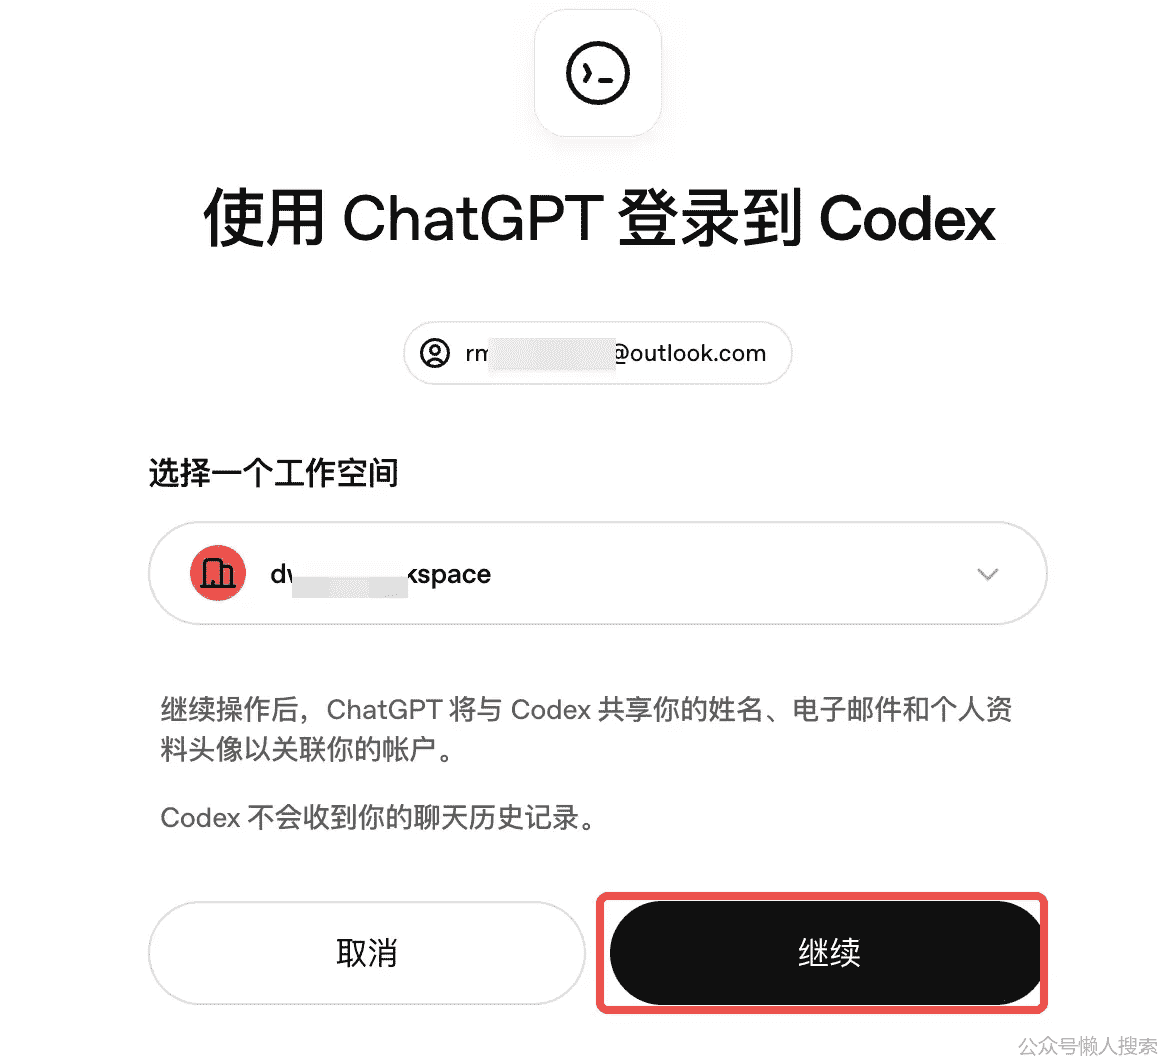 使用 ChatGPT 登录到 Codex
rm @outlook.com
选择一个工作空间
kspace
继续操作后，ChatGPT 将与 Codex 共享你的姓名、电子邮件和个人资
料头像以关联你的帐户。
Codex 不会收到你的聊天历史记录。
取消
继续
公众号懒人搜索